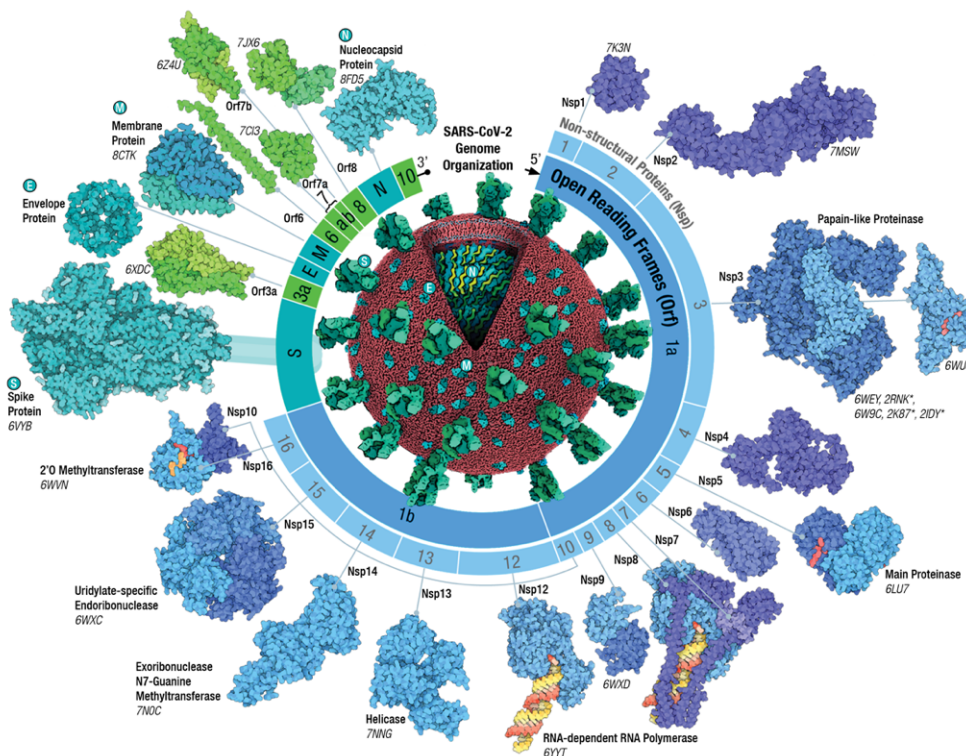 SARS-CoV-2
Genome
Organization
3'
5'
Open Reading Frames (Orf)
Non-structural Proteins (Nsp)
1a
1b
1
2
3
4
5
6
7
8
9
10
12
13
14
15
16
S
3a
E
M
6
7
ab
8
N
10
7K3N
Nsp1
Nsp2
7MSW
Papain-like Proteinase
Nsp3
6WEY, 2RNK*,
6W9C, 2K87*, 2IDY*
Nsp4
Nsp5
Main Proteinase
6LU7
Nsp6
Nsp7
Nsp8
Nsp9
6WXD
Nsp12
RNA-dependent RNA Polymerase
6YYT
Nsp13
Helicase
7NNG
Nsp14
Exoribonuclease
N7-Guanine
Methyltransferase
7N0C
Nsp15
Uridylate-specific
Endoribonuclease
6WXC
Nsp10
Nsp16
2'O Methyltransferase
6WVN
S
Spike
Protein
6VYB
6XDC
Orf3a
E
Envelope
Protein
M
Membrane
Protein
8CTK
Orf6
Orf7a
7CI3
Orf7b
6Z4U
7JX6
Orf8
N
Nucleocapsid
Protein
8FD5
S
E
N
M